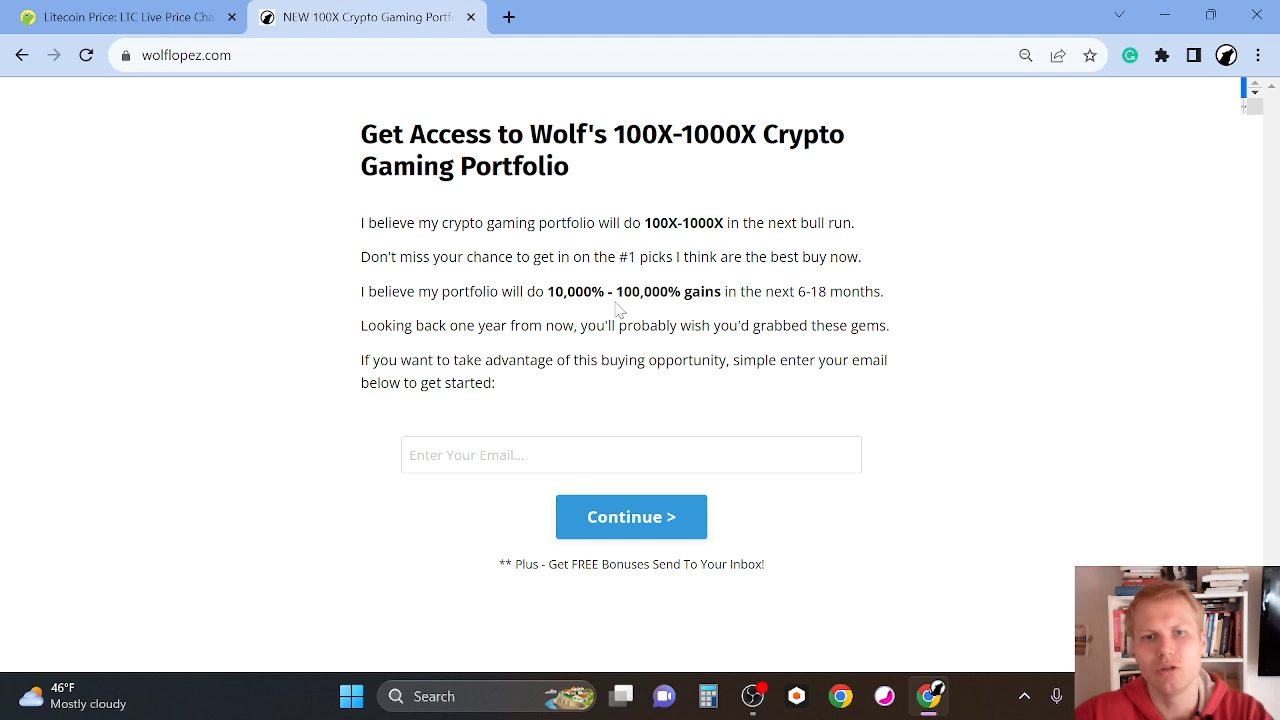 Litecoin Price: LTC Live Price Cha
NEW 100X Crypto Gaming Portf
wolflopez.com
Get Access to Wolf's 100X-1000X Crypto
Gaming Portfolio
I believe my crypto gaming portfolio will do 100X-1000X in the next bull run.
Don't miss your chance to get in on the #1 picks I think are the best buy now.
I believe my portfolio will do 10,000% - 100,000% gains in the next 6-18 months.
Looking back one year from now, you'll probably wish you'd grabbed these gems.
If you want to take advantage of this buying opportunity, simple enter your email
below to get started:
Enter Your Email...
Continue >
** Plus - Get FREE Bonuses Send To Your Inbox!
46°F
Mostly cloudy
Search